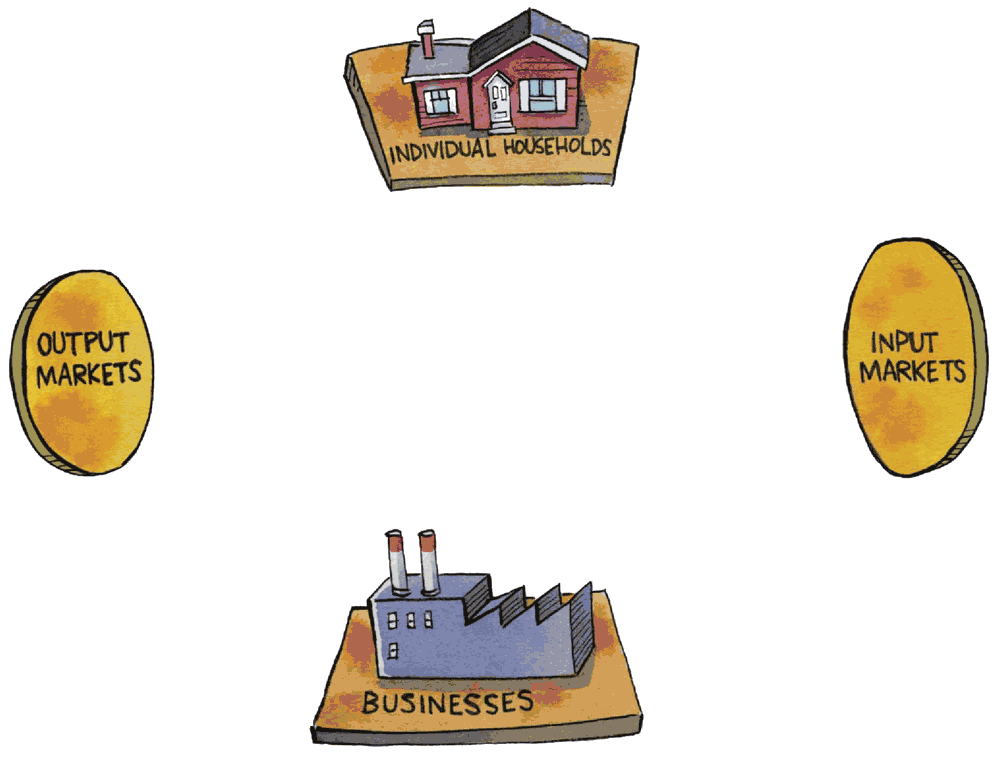 INDIVIDUAL HOUSEHOLDS
OUTPUT
MARKETS
INPUT
MARKETS
BUSINESSES